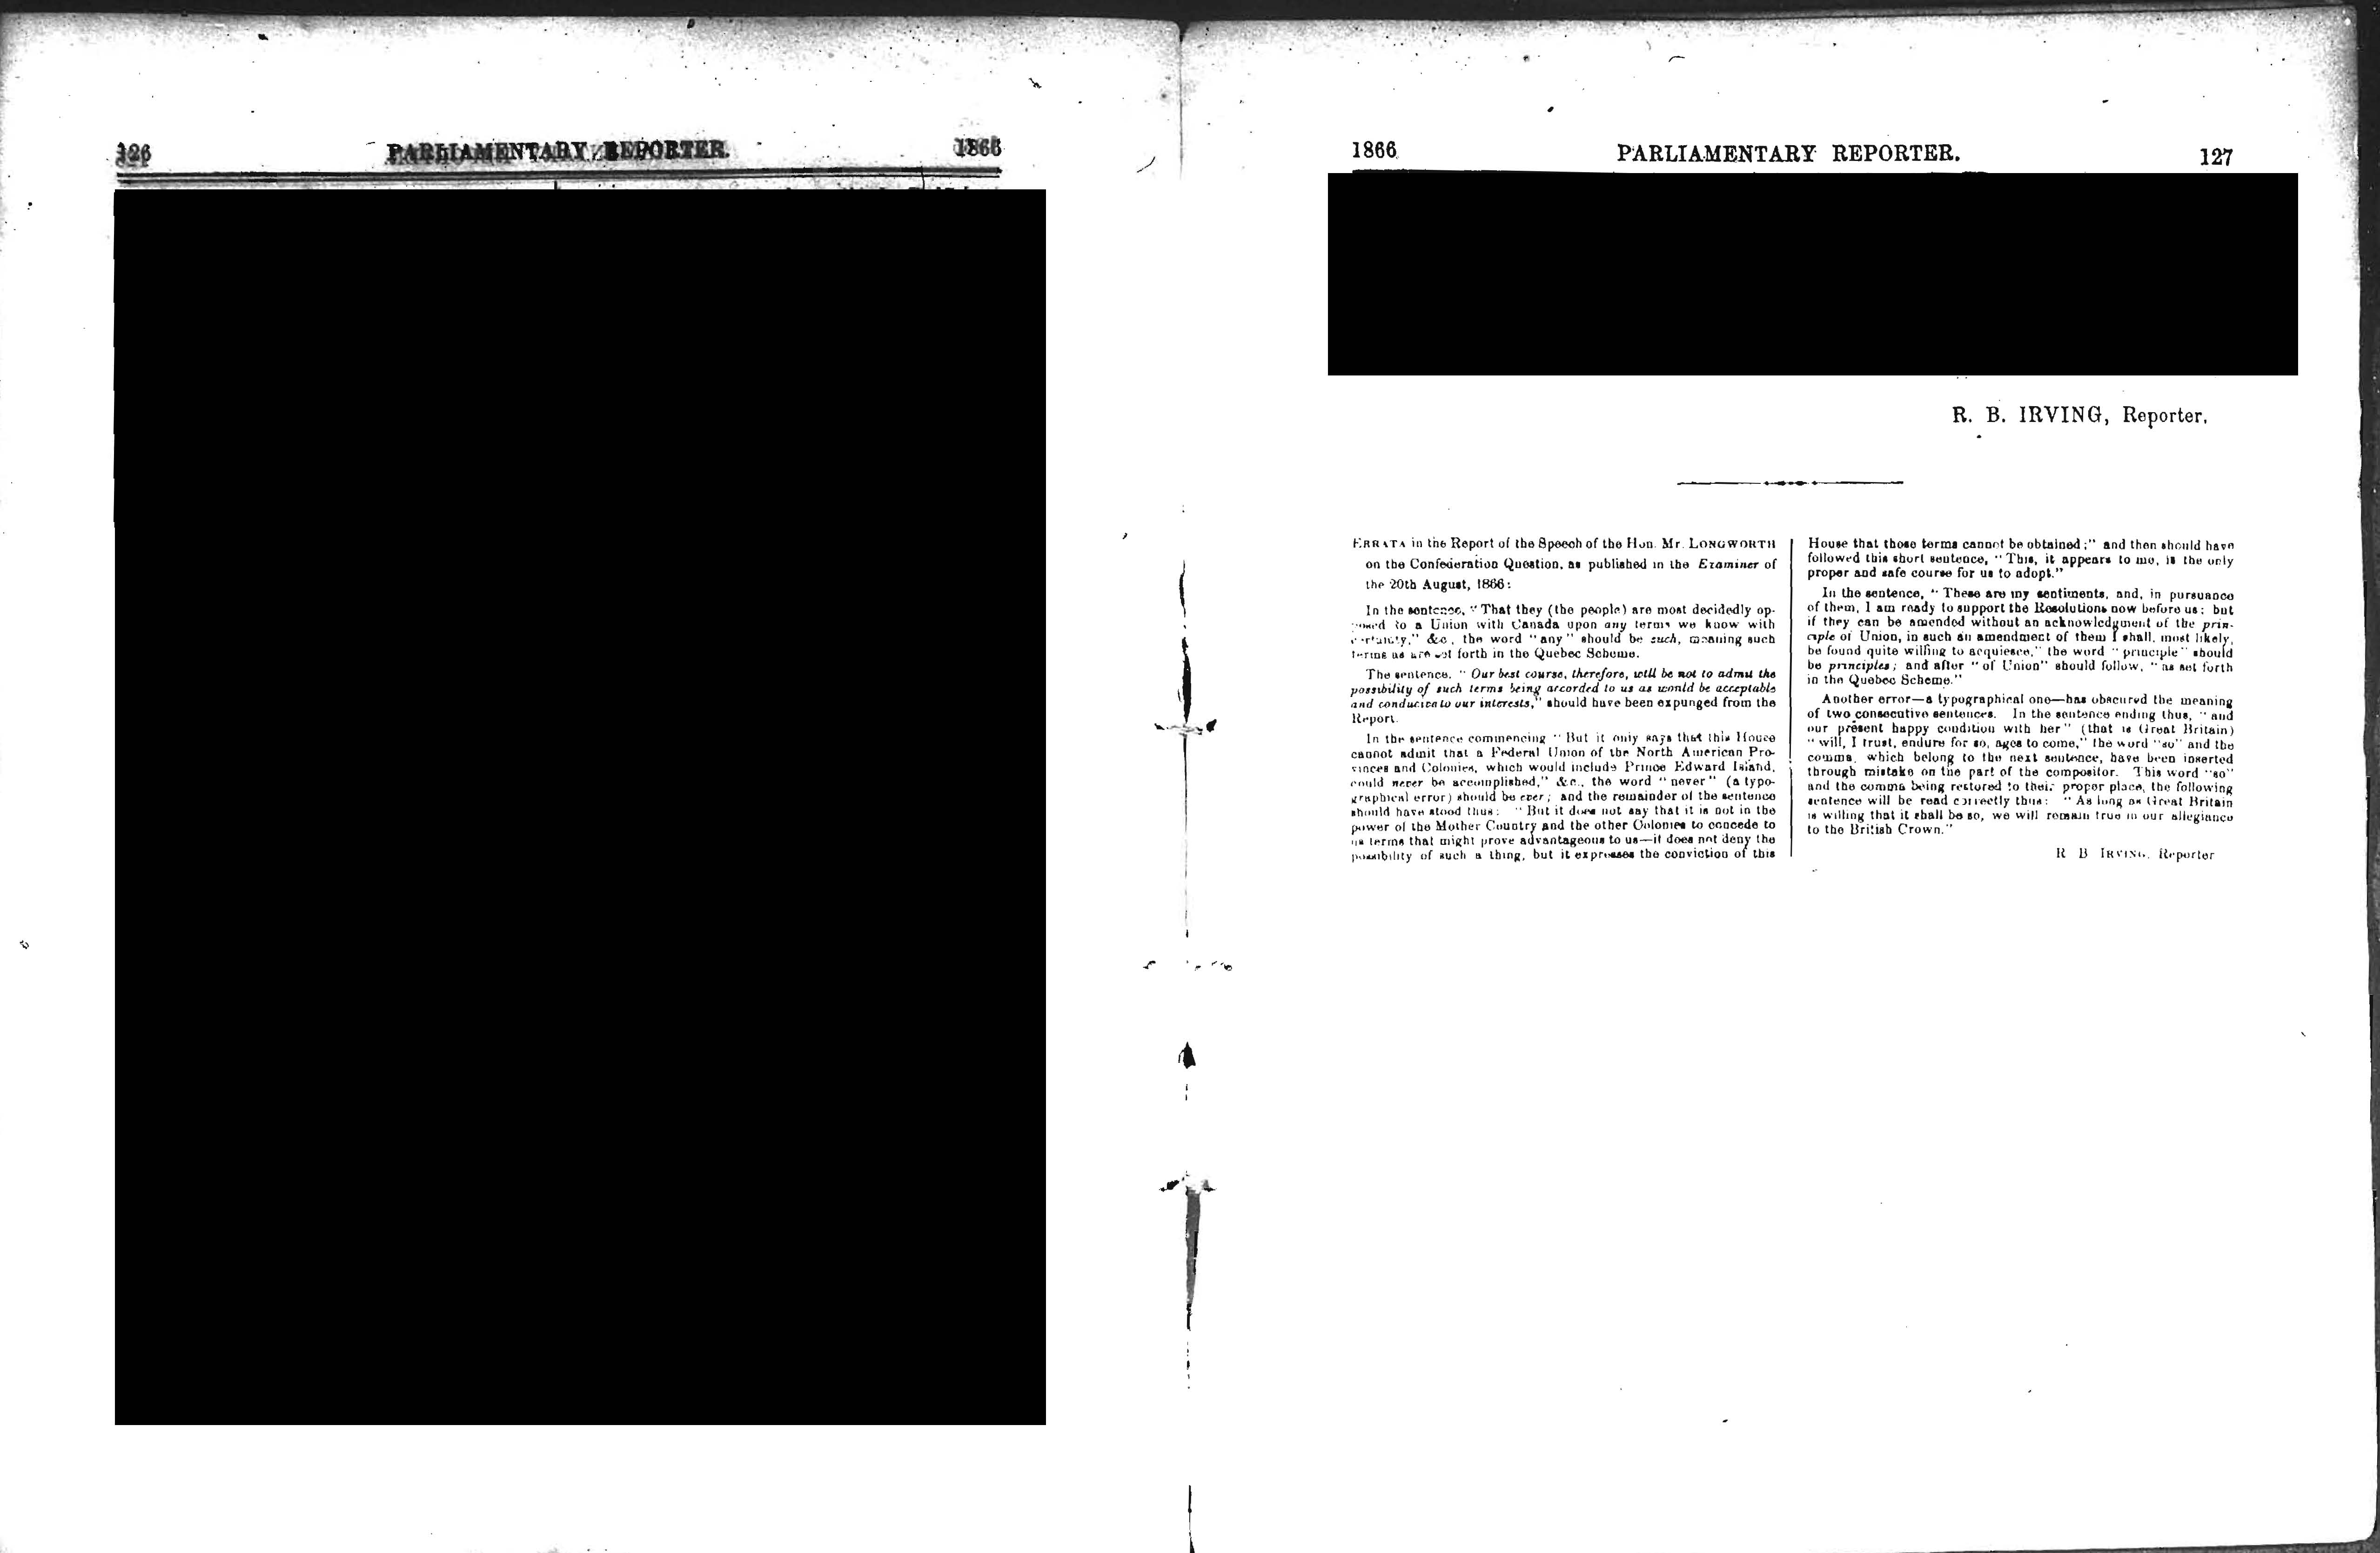 126 PARLIAMENTARY REPORTER. 1866
1866 PARLIAMENTARY REPORTER. 127
R. B. IRVING, Reporter.
ERRATA in the Report of the Speech of the Hon. Mr. LONGWORTH
on the Confederation Question, as published in the Examiner of
the 20th August, 1866:
In the sentence, "That they (the people) are most decidedly op-
posed to a Union with Canada upon any terms we know with
certainty," &c., the word "any" should be such, meaning such
terms as are set forth in the Quebec Scheme.
The sentence, "Our best course, therefore, will be not to admit the
possibility of such terms being accorded to us as would be acceptable
and conducive to our interests," should have been expunged from the
Report.
In the sentence commencing "But it only says that this House
cannot admit that a Federal Union of the North American Pro-
vinces and Colonies, which would include Prince Edward Island,
could never be accomplished," &c., the word "never" (a typo-
graphical error) should be ever; and the remainder of the sentence
should have stood thus: "But it does not say that it is not in the
power of the Mother Country and the other Colonies to concede to
us terms that might prove advantageous to us—it does not deny the
possibility of such a thing, but it expresses the conviction of this
House that those terms cannot be obtained;" and then should have
followed this short sentence, "This, it appears to me, is the only
proper and safe course for us to adopt."
In the sentence, "These are my sentiments, and, in pursuance
of them, I am ready to support the Resolutions now before us; but
if they can be amended without an acknowledgment of the prin-
ciple of Union, in such an amendment of them I shall, most likely,
be found quite willing to acquiesce," the word "principle" should
be principles; and after "of Union" should follow, "as set forth
in the Quebec Scheme."
Another error—a typographical one—has obscured the meaning
of two consecutive sentences. In the sentence ending thus, "and
our present happy condition with her" (that is Great Britain)
"will, I trust, endure for so, ages to come," the word "so" and the
comma, which belong to the next sentence, have been inserted
through mistake on the part of the compositor. This word "so"
and the comma being restored to their proper place, the following
sentence will be read correctly thus: "As long as Great Britain
is willing that it shall be so, we will remain true in our allegiance
to the British Crown."
R B IRVING, Reporter